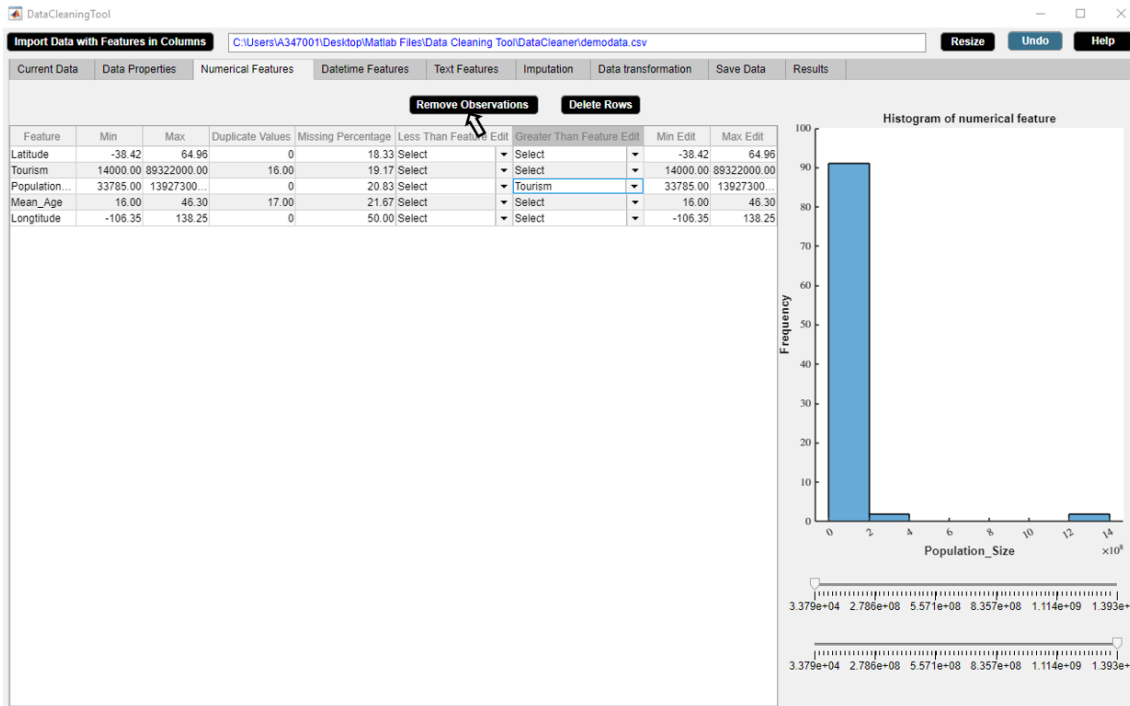 DataCleaningTool
Import Data with Features in Columns C:\Users\A347001\Desktop\Matlab Files\Data Cleaning Tool\DataCleaner\demodata.csv Resize Undo Help
Current Data Data Properties Numerical Features Datetime Features Text Features Imputation Data transformation Save Data Results
Remove Observations Delete Rows
Feature Min Max Duplicate Values Missing Percentage Less Than Feature Edit Greater Than Feature Edit Min Edit Max Edit
Latitude -38.42 64.96 0 18.33 Select Select -38.42 64.96
Tourism 14000.00 89322000.00 16.00 19.17 Select Select 14000.00 89322000.00
Population... 33785.00 13927300... 0 20.83 Select Tourism 33785.00 13927300...
Mean_Age 16.00 46.30 17.00 21.67 Select Select 16.00 46.30
Longtitude -106.35 138.25 0 50.00 Select Select -106.35 138.25
Histogram of numerical feature
100
90
80
70
60
50
40
30
20
10
0
Frequency
0 2 4 6 8 10 12 14
Population_Size ×10⁸
3.379e+04 2.786e+08 5.571e+08 8.357e+08 1.114e+09 1.393e+
3.379e+04 2.786e+08 5.571e+08 8.357e+08 1.114e+09 1.393e+